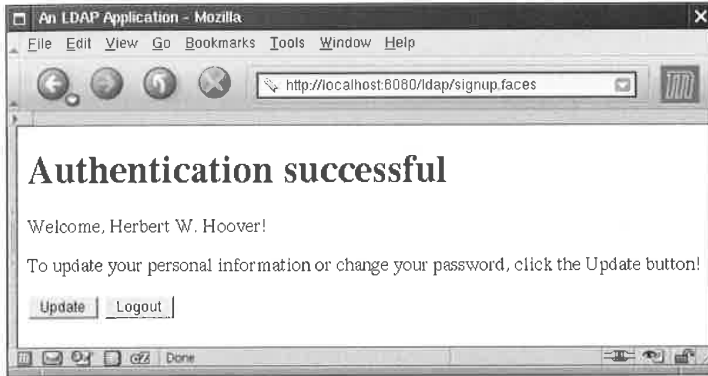 An LDAP Application - Mozilla
File Edit View Go Bookmarks Tools Window Help
http://localhost:8080/ldap/signup.faces
Authentication successful
Welcome, Herbert W. Hoover!
To update your personal information or change your password, click the Update button!
Update Logout
Done